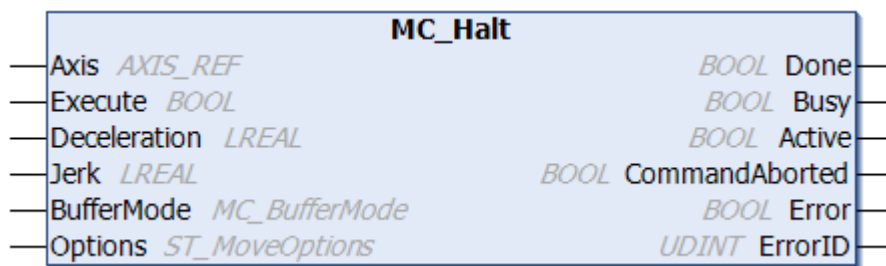 MC_Halt
Axis AXIS_REF BOOL Done
Execute BOOL BOOL Busy
Deceleration LREAL BOOL Active
Jerk LREAL BOOL CommandAborted
BufferMode MC_BufferMode BOOL Error
Options ST_MoveOptions UDINT ErrorID